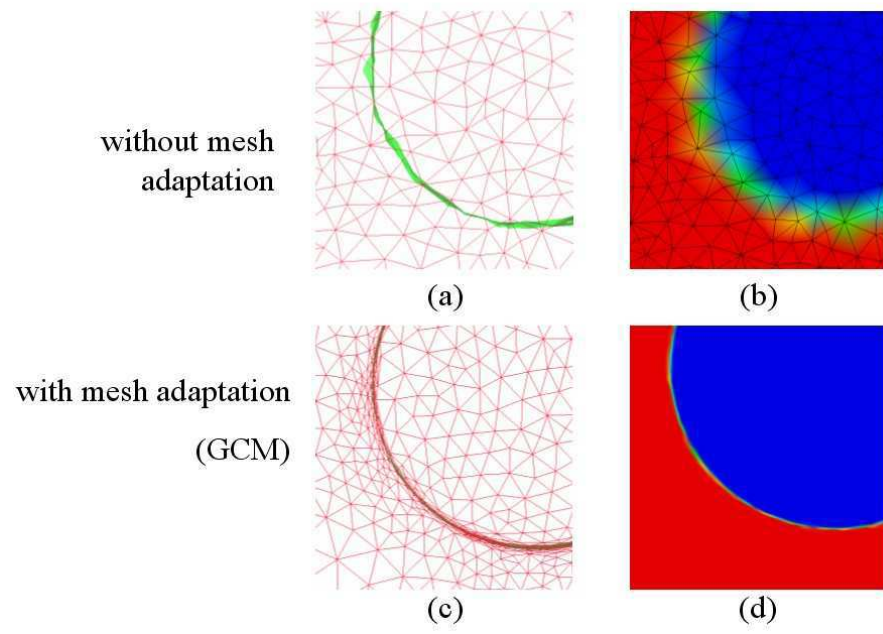 without mesh
adaptation
(a)
(b)
with mesh adaptation
(GCM)
(c)
(d)